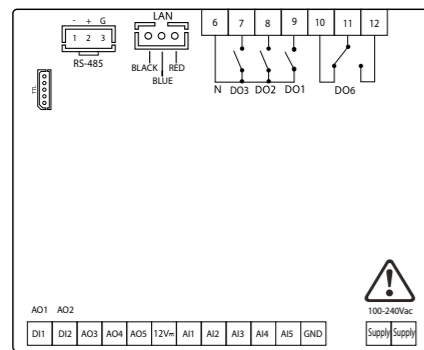 - + G
1 2 3
RS-485
LAN
BLACK
BLUE
RED
6 7 8 9 10 11 12
N DO3 DO2 DO1 DO6
TTL
AO1 AO2
DI1 DI2 AO3 AO4 AO5 12V⎓ AI1 AI2 AI3 AI4 AI5 GND
100-240Vac
Supply Supply